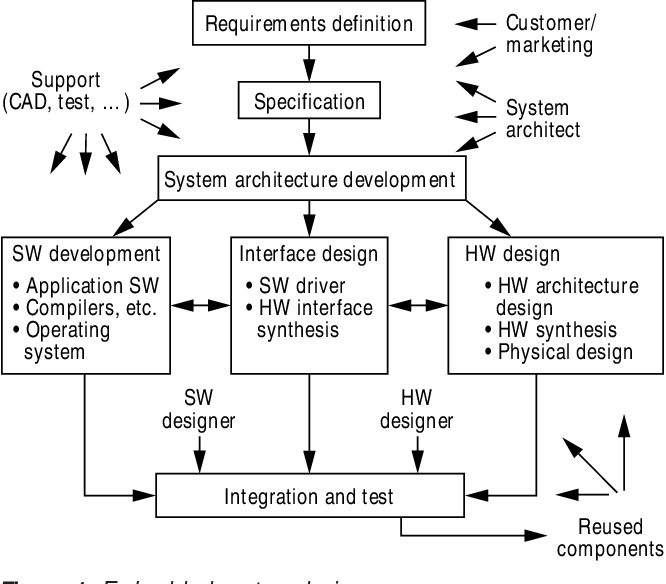 Requirements definition
Customer/
marketing
Support
(CAD, test, ...)
Specification
System
architect
System architecture development
SW development
• Application SW
• Compilers, etc.
• Operating
system
Interface design
• SW driver
• HW interface
synthesis
HW design
• HW architecture
design
• HW synthesis
• Physical design
SW
designer
HW
designer
Integration and test
Reused
components